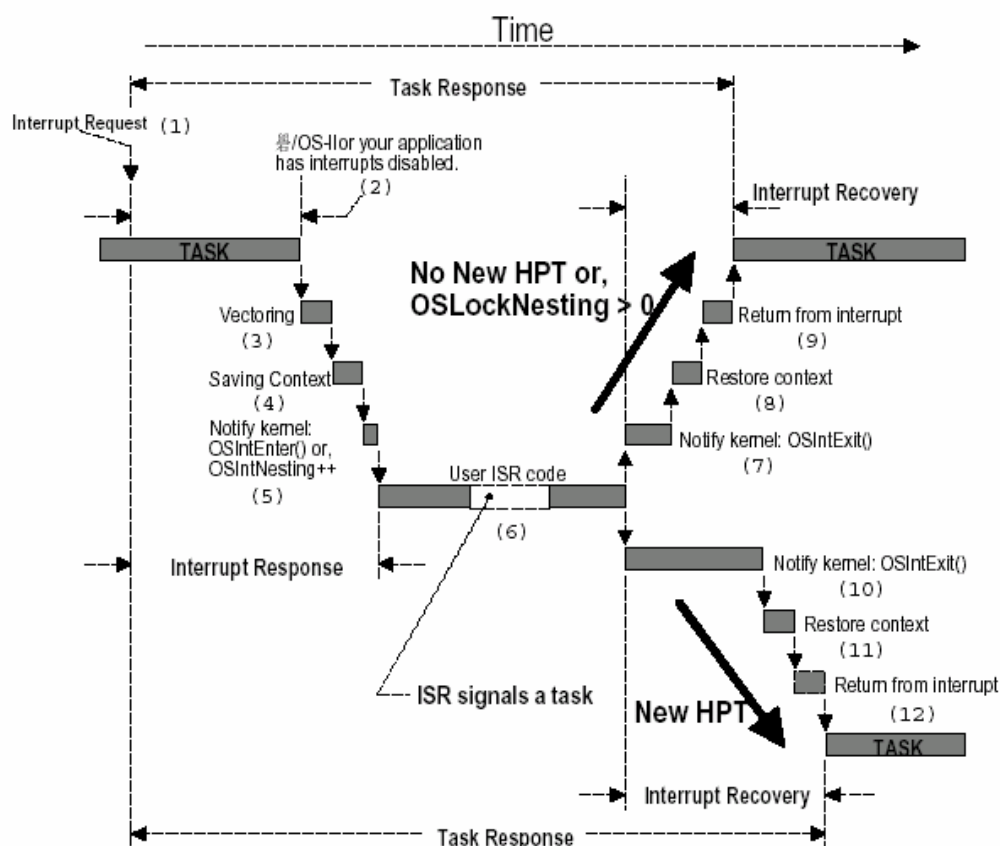 Time
Task Response
Interrupt Request (1)
/OS-IIor your application
has interrupts disabled.
(2)
Interrupt Recovery
TASK
TASK
No New HPT or,
OSLockNesting > 0
Vectoring
(3)
Return from interrupt
(9)
Saving Context
(4)
Restore context
(8)
Notify kernel:
OSIntEnter() or,
OSIntNesting++
(5)
Notify kernel: OSIntExit()
(7)
User ISR code
(6)
Interrupt Response
Notify kernel: OSIntExit()
(10)
Restore context
(11)
ISR signals a task
Return from interrupt
(12)
New HPT
TASK
Interrupt Recovery
Task Response